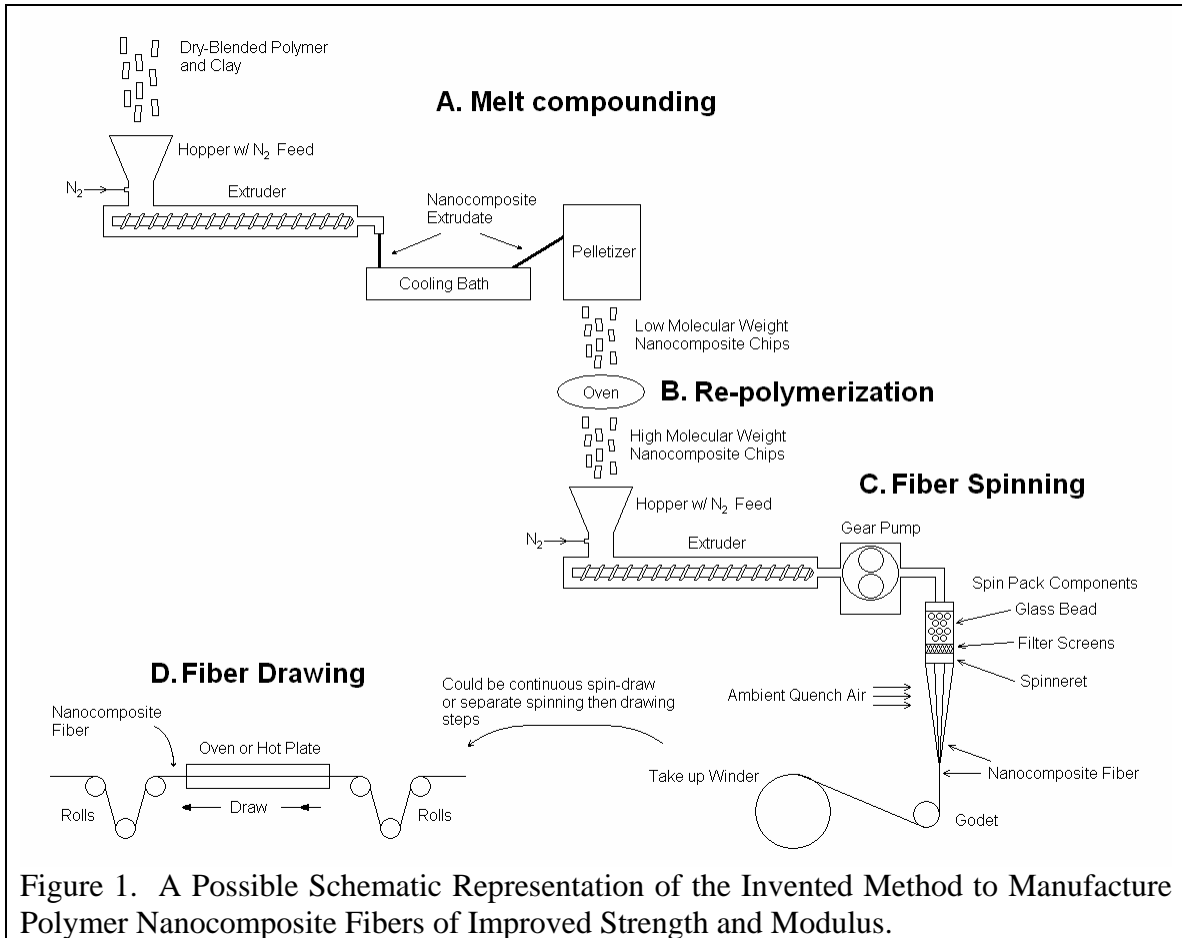 Dry-Blended Polymer
and Clay
A. Melt compounding
Hopper w/ N2 Feed
N2
Extruder
Nanocomposite
Extrudate
Pelletizer
Cooling Bath
Low Molecular Weight
Nanocomposite Chips
Oven
B. Re-polymerization
High Molecular Weight
Nanocomposite Chips
C. Fiber Spinning
Hopper w/ N2 Feed
N2
Extruder
Gear Pump
Spin Pack Components
Glass Bead
Filter Screens
Spinneret
Ambient Quench Air
Nanocomposite Fiber
Take up Winder
Godet
D. Fiber Drawing
Could be continuous spin-draw
or separate spinning then drawing
steps
Nanocomposite
Fiber
Oven or Hot Plate
Rolls
Draw
Rolls
Figure 1. A Possible Schematic Representation of the Invented Method to Manufacture
Polymer Nanocomposite Fibers of Improved Strength and Modulus.